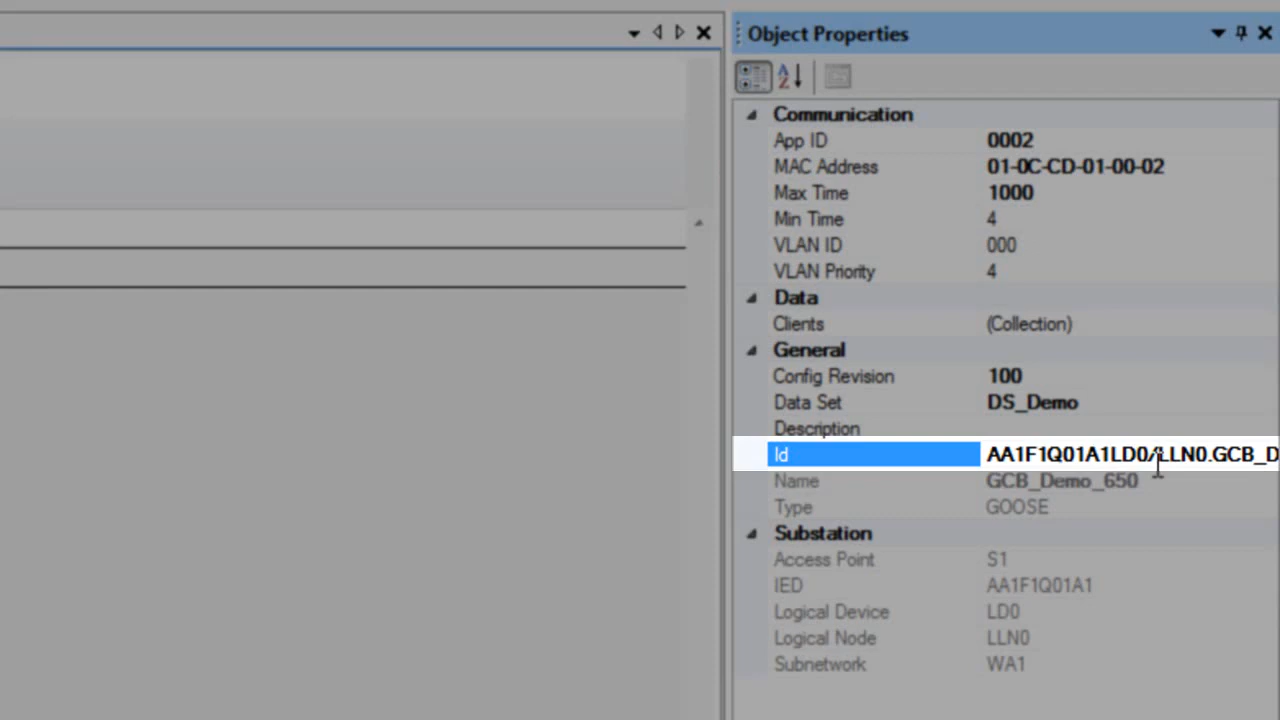 Object Properties
Communication
App ID 0002
MAC Address 01-0C-CD-01-00-02
Max Time 1000
Min Time 4
VLAN ID 000
VLAN Priority 4
Data
Clients (Collection)
General
Config Revision 100
Data Set DS_Demo
Description
Id AA1F1Q01A1LD0/LLN0.GCB_D
Name GCB_Demo_650
Type GOOSE
Substation
Access Point S1
IED AA1F1Q01A1
Logical Device LD0
Logical Node LLN0
Subnetwork WA1